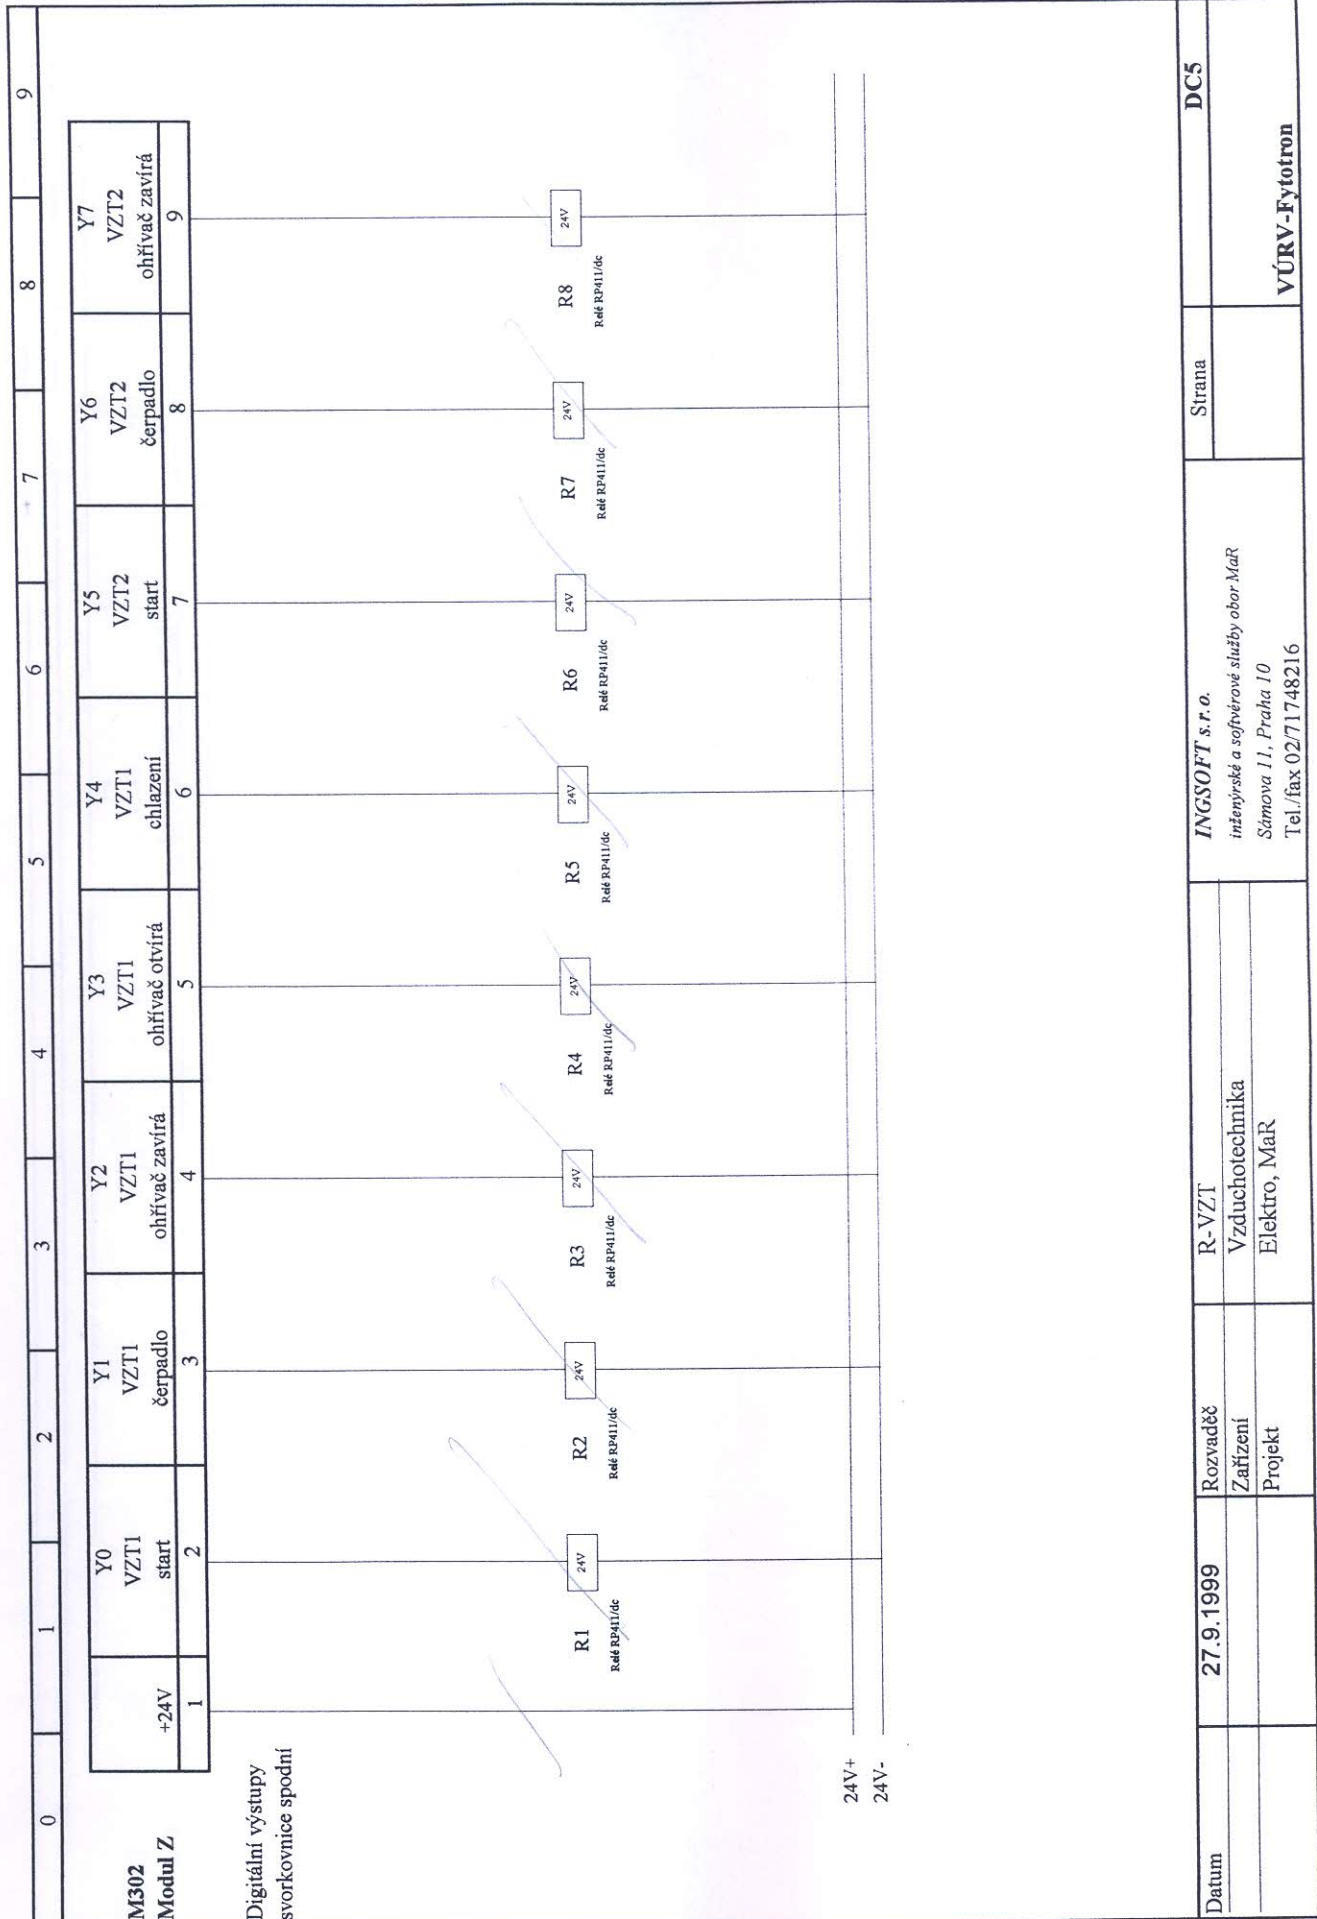 0 1 2 3 4 5 6 7 8 9
M302
Modul Z
+24V
1
Y0
VZT1
start
2
Y1
VZT1
čerpadlo
3
Y2
VZT1
ohřívač zavírá
4
Y3
VZT1
ohřívač otvírá
5
Y4
VZT1
chlazení
6
Y5
VZT2
start
7
Y6
VZT2
čerpadlo
8
Y7
VZT2
ohřívač zavírá
9
Digitální výstupy
svorkovnice spodní
24V
R1
Relé RP411/dc
24V
R2
Relé RP411/dc
24V
R3
Relé RP411/dc
24V
R4
Relé RP411/dc
24V
R5
Relé RP411/dc
24V
R6
Relé RP411/dc
24V
R7
Relé RP411/dc
24V
R8
Relé RP411/dc
24V+
24V-
Datum 27.9.1999
Rozvaděč R-VZT
Zařízení Vzduchotechnika
Projekt Elektro, MaR
INGSOFT s.r.o.
inženýrské a softvérové služby obor MaR
Sámova 11, Praha 10
Tel./fax 02/71748216
Strana DC5
VÚRV-Fytotron